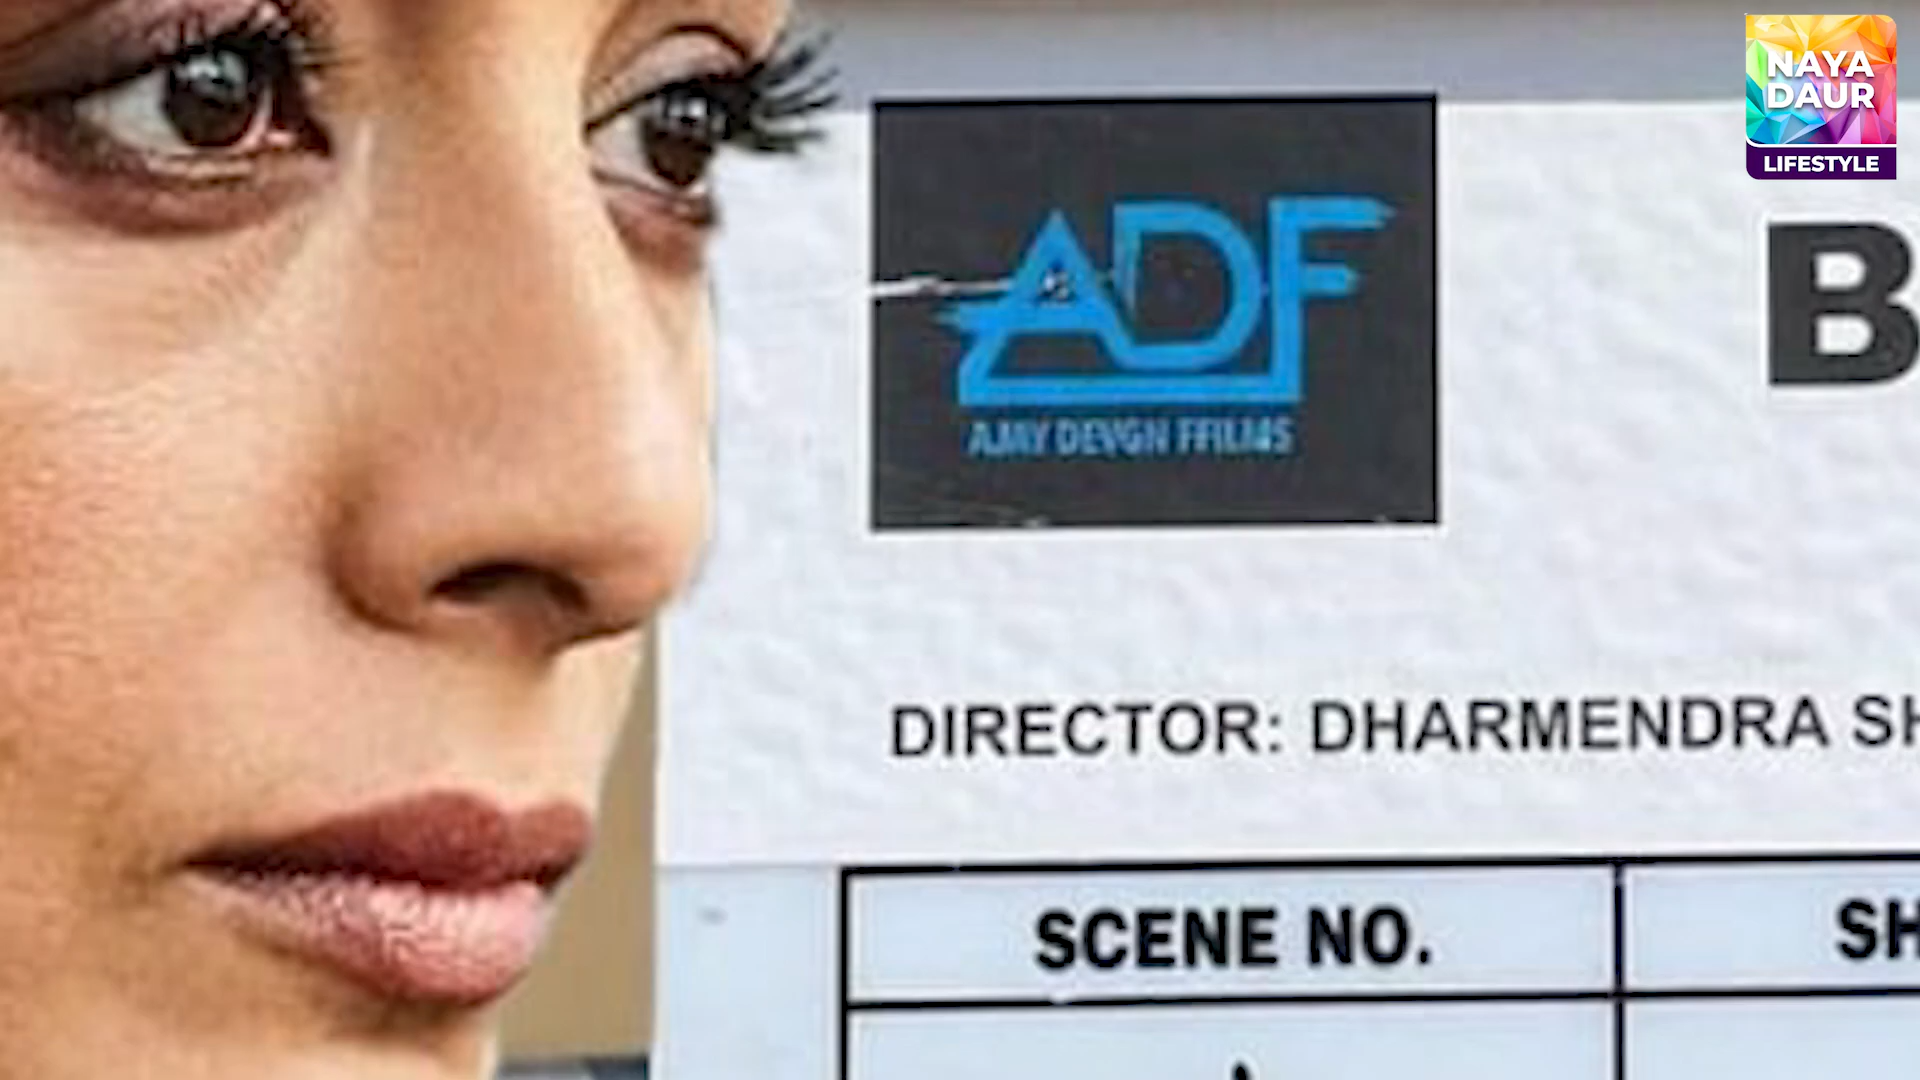 NAYA
DAUR
LIFESTYLE
B
ADF
AJAY DEVGN FFILMS
DIRECTOR: DHARMENDRA SH
SCENE NO.
SH